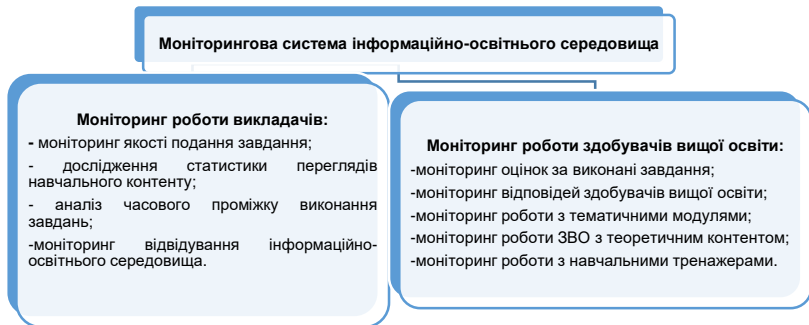 Моніторингова система інформаційно-освітнього середовища
Моніторинг роботи викладачів:
- моніторинг якості подання завдання;
- дослідження статистики переглядів
навчального контенту;
- аналіз часового проміжку виконання
завдань;
-моніторинг відвідування інформаційно-
освітнього середовища.
Моніторинг роботи здобувачів вищої освіти:
-моніторинг оцінок за виконані завдання;
-моніторинг відповідей здобувачів вищої освіти;
-моніторинг роботи з тематичними модулями;
-моніторинг роботи ЗВО з теоретичним контентом;
-моніторинг роботи з навчальними тренажерами.